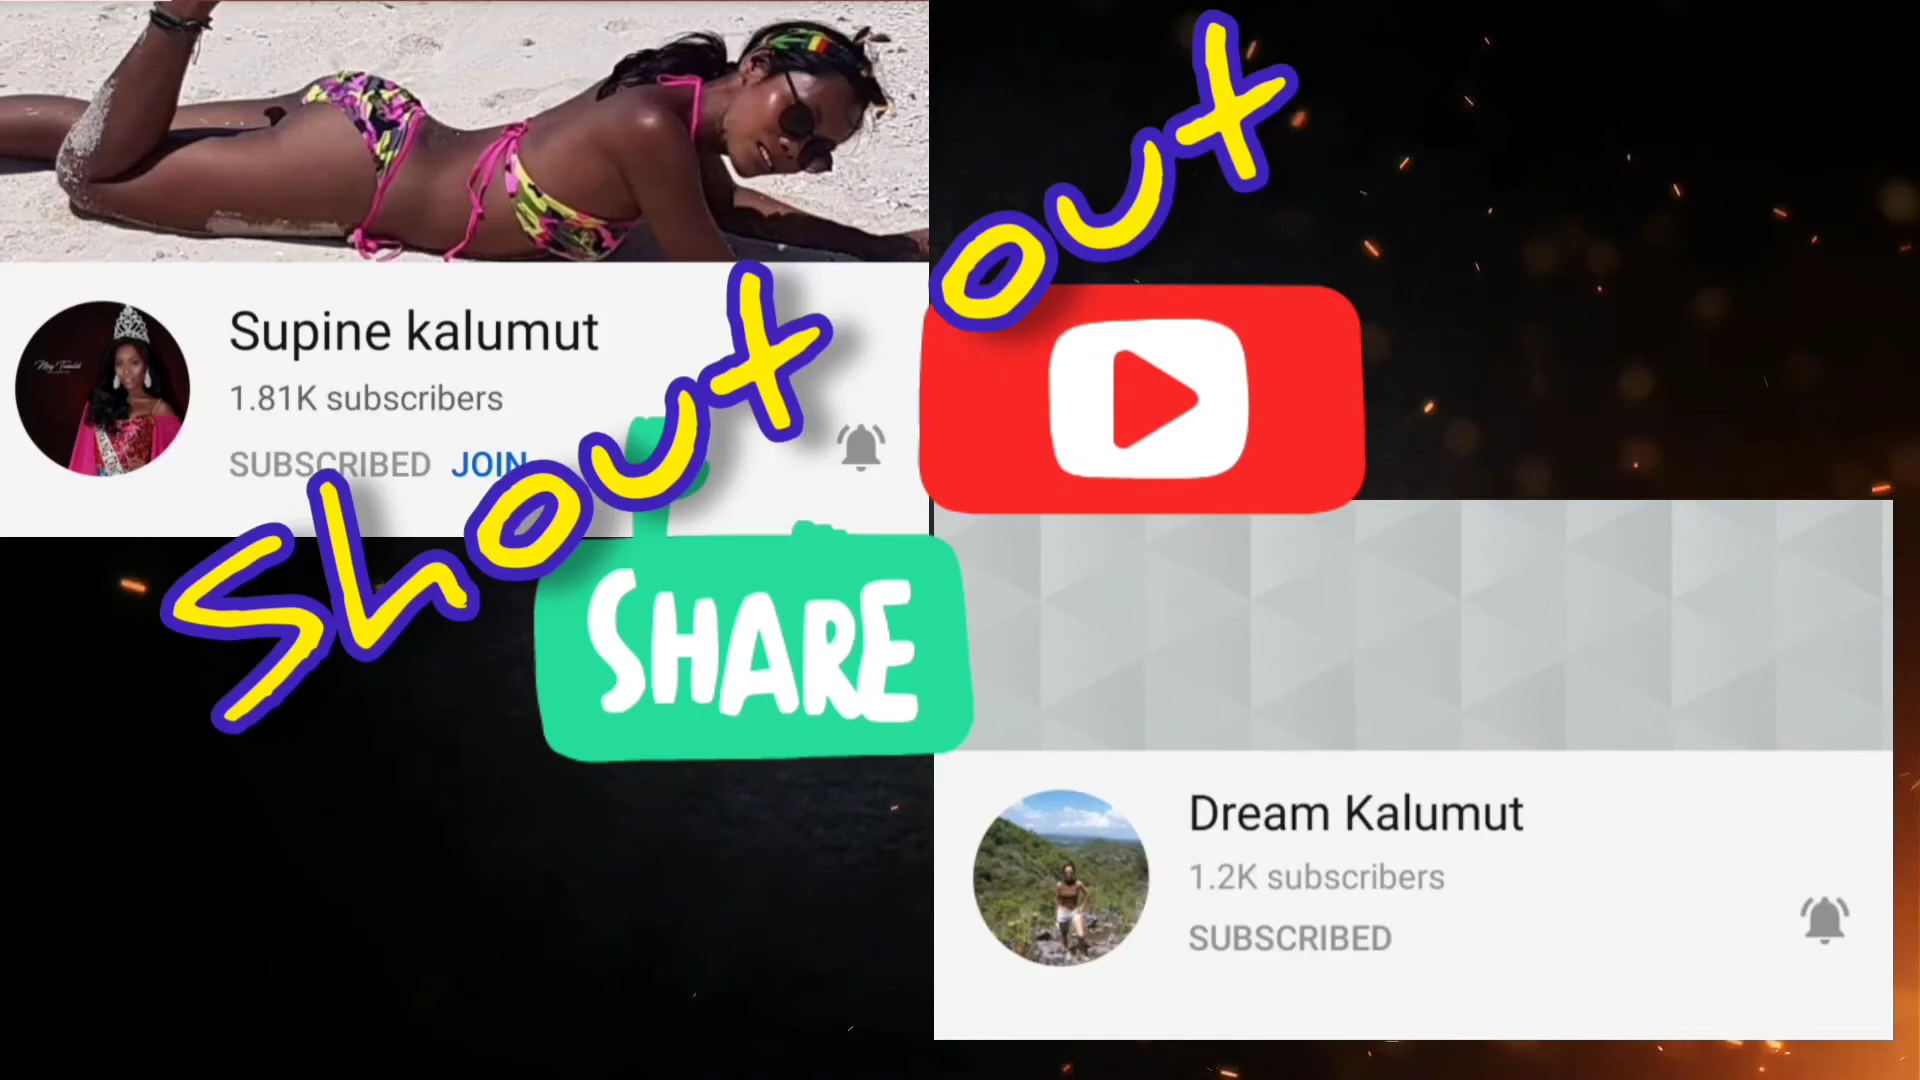 Shout out
Supine kalumut
1.81K subscribers
SUBSCRIBED JOIN
SHARE
Dream Kalumut
1.2K subscribers
SUBSCRIBED